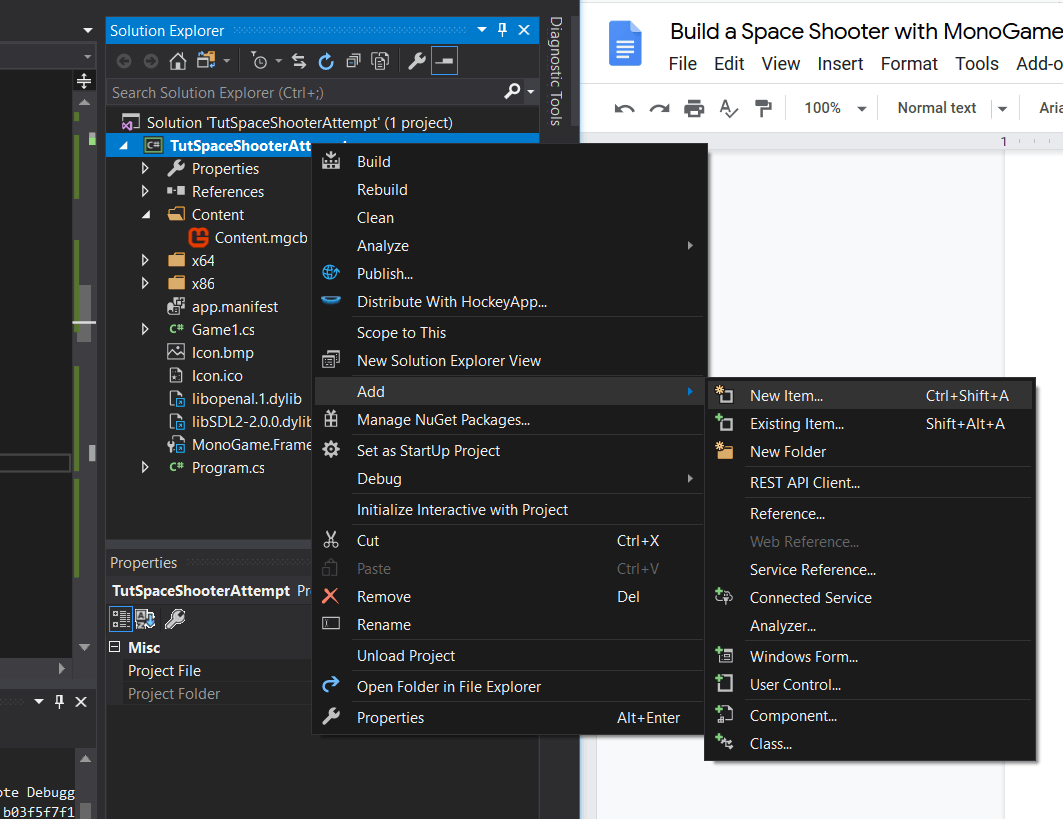 Solution Explorer
Search Solution Explorer (Ctrl+;)
Solution 'TutSpaceShooterAttempt' (1 project)
TutSpaceShooterAtt
Properties
References
Content
Content.mgcb
x64
x86
app.manifest
Game1.cs
Icon.bmp
Icon.ico
libopenal.1.dylib
libSDL2-2.0.0.dylib
MonoGame.Frame
Program.cs
Properties
TutSpaceShooterAttempt Pr
Misc
Project File
Project Folder
ote Debugg
b03f5f7f1
Diagnostic Tools
Build
Rebuild
Clean
Analyze
Publish...
Distribute With HockeyApp...
Scope to This
New Solution Explorer View
Add
Manage NuGet Packages...
Set as StartUp Project
Debug
Initialize Interactive with Project
Cut Ctrl+X
Paste Ctrl+V
Remove Del
Rename
Unload Project
Open Folder in File Explorer
Properties Alt+Enter
New Item... Ctrl+Shift+A
Existing Item... Shift+Alt+A
New Folder
REST API Client...
Reference...
Web Reference...
Service Reference...
Connected Service
Analyzer...
Windows Form...
User Control...
Component...
Class...
Build a Space Shooter with MonoGame
File Edit View Insert Format Tools Add-o
100% Normal text Aria
1